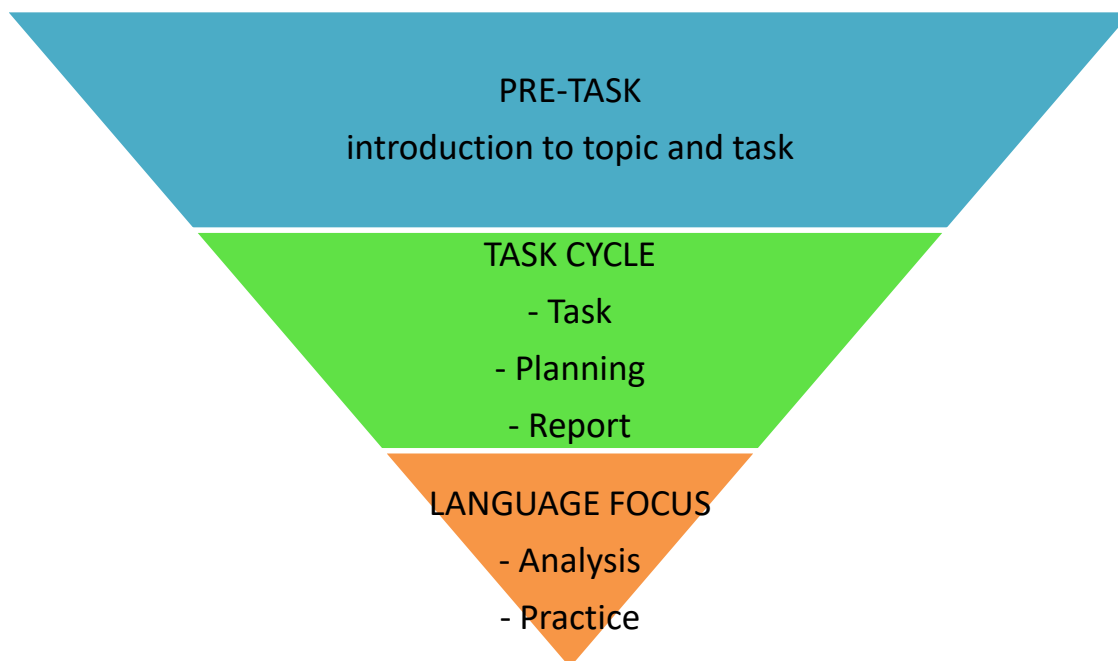 PRE-TASK
introduction to topic and task
TASK CYCLE
- Task
- Planning
- Report
LANGUAGE FOCUS
- Analysis
- Practice